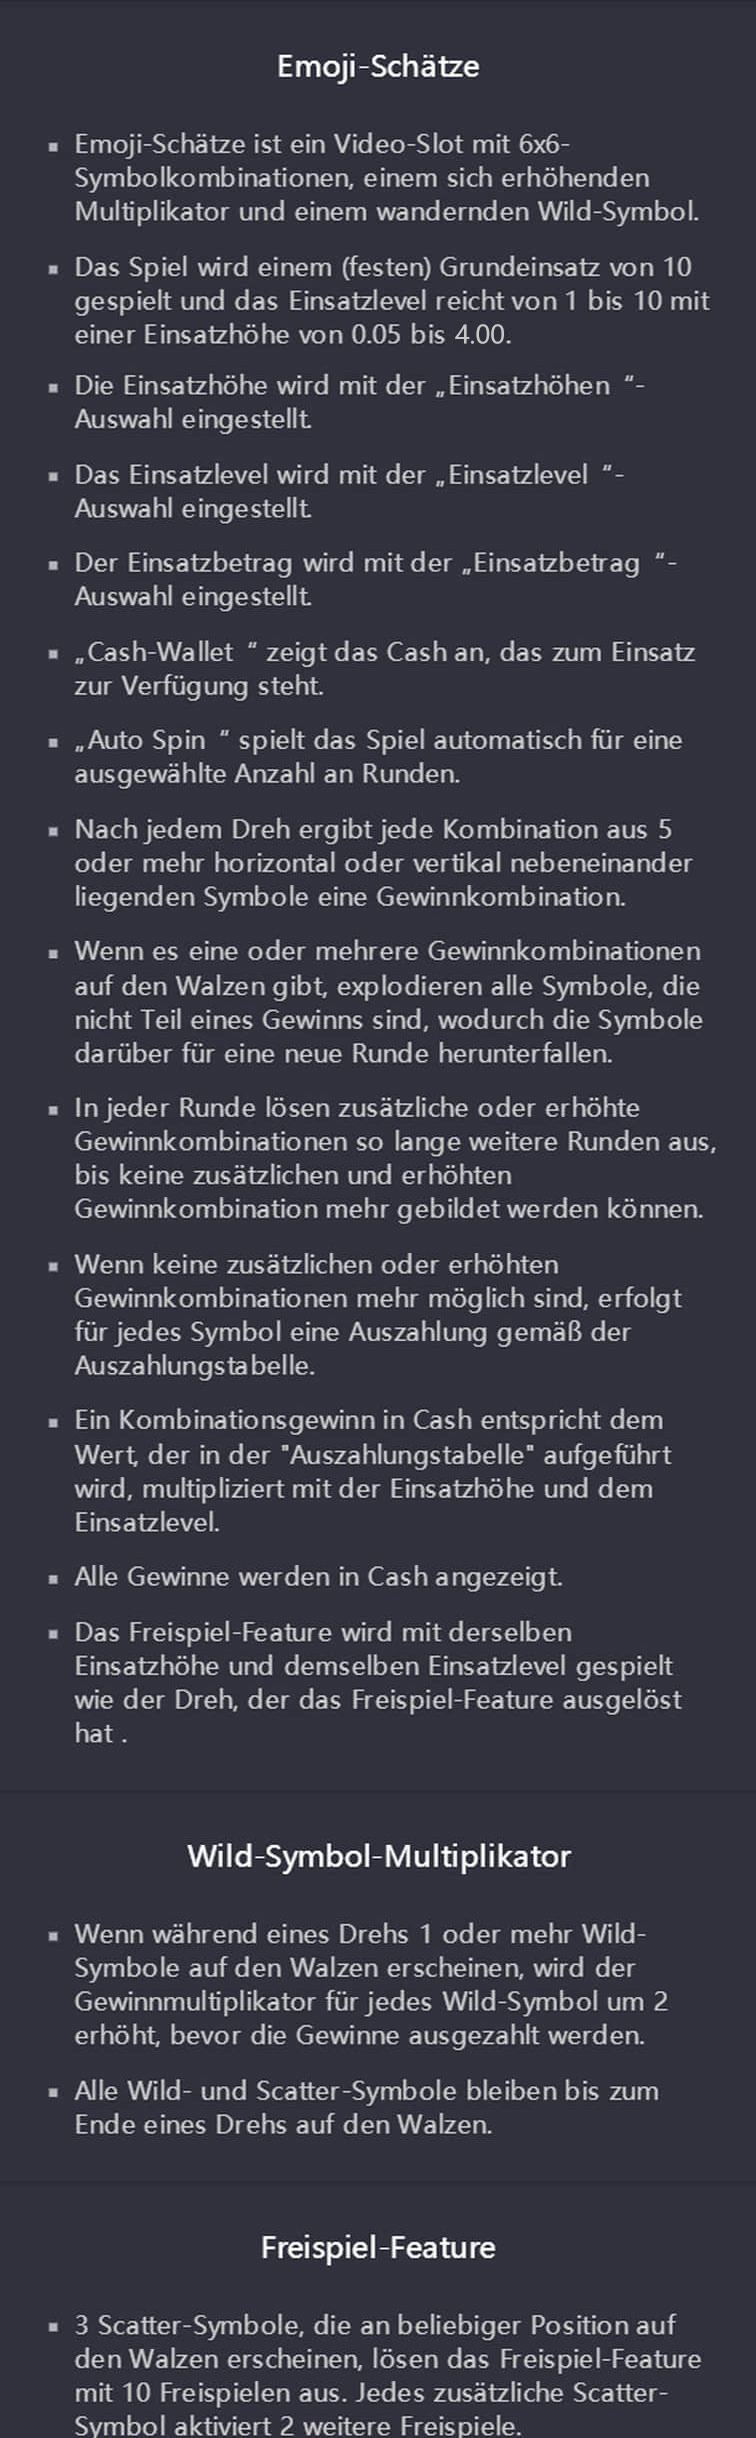 Emoji-Schätze
▪ Emoji-Schätze ist ein Video-Slot mit 6x6-
Symbolkombinationen, einem sich erhöhenden
Multiplikator und einem wandernden Wild-Symbol.
▪ Das Spiel wird einem (festen) Grundeinsatz von 10
gespielt und das Einsatzlevel reicht von 1 bis 10 mit
einer Einsatzhöhe von 0.05 bis 4.00.
▪ Die Einsatzhöhe wird mit der „Einsatzhöhen “-
Auswahl eingestellt.
▪ Das Einsatzlevel wird mit der „Einsatzlevel “-
Auswahl eingestellt.
▪ Der Einsatzbetrag wird mit der „Einsatzbetrag “-
Auswahl eingestellt.
▪ „Cash-Wallet “ zeigt das Cash an, das zum Einsatz
zur Verfügung steht.
▪ „Auto Spin “ spielt das Spiel automatisch für eine
ausgewählte Anzahl an Runden.
▪ Nach jedem Dreh ergibt jede Kombination aus 5
oder mehr horizontal oder vertikal nebeneinander
liegenden Symbole eine Gewinnkombination.
▪ Wenn es eine oder mehrere Gewinnkombinationen
auf den Walzen gibt, explodieren alle Symbole, die
nicht Teil eines Gewinns sind, wodurch die Symbole
darüber für eine neue Runde herunterfallen.
▪ In jeder Runde lösen zusätzliche oder erhöhte
Gewinnkombinationen so lange weitere Runden aus,
bis keine zusätzlichen und erhöhten
Gewinnkombination mehr gebildet werden können.
▪ Wenn keine zusätzlichen oder erhöhten
Gewinnkombinationen mehr möglich sind, erfolgt
für jedes Symbol eine Auszahlung gemäß der
Auszahlungstabelle.
▪ Ein Kombinationsgewinn in Cash entspricht dem
Wert, der in der "Auszahlungstabelle" aufgeführt
wird, multipliziert mit der Einsatzhöhe und dem
Einsatzlevel.
▪ Alle Gewinne werden in Cash angezeigt.
▪ Das Freispiel-Feature wird mit derselben
Einsatzhöhe und demselben Einsatzlevel gespielt
wie der Dreh, der das Freispiel-Feature ausgelöst
hat .
Wild-Symbol-Multiplikator
▪ Wenn während eines Drehs 1 oder mehr Wild-
Symbole auf den Walzen erscheinen, wird der
Gewinnmultiplikator für jedes Wild-Symbol um 2
erhöht, bevor die Gewinne ausgezahlt werden.
▪ Alle Wild- und Scatter-Symbole bleiben bis zum
Ende eines Drehs auf den Walzen.
Freispiel-Feature
▪ 3 Scatter-Symbole, die an beliebiger Position auf
den Walzen erscheinen, lösen das Freispiel-Feature
mit 10 Freispielen aus. Jedes zusätzliche Scatter-
Symbol aktiviert 2 weitere Freispiele.